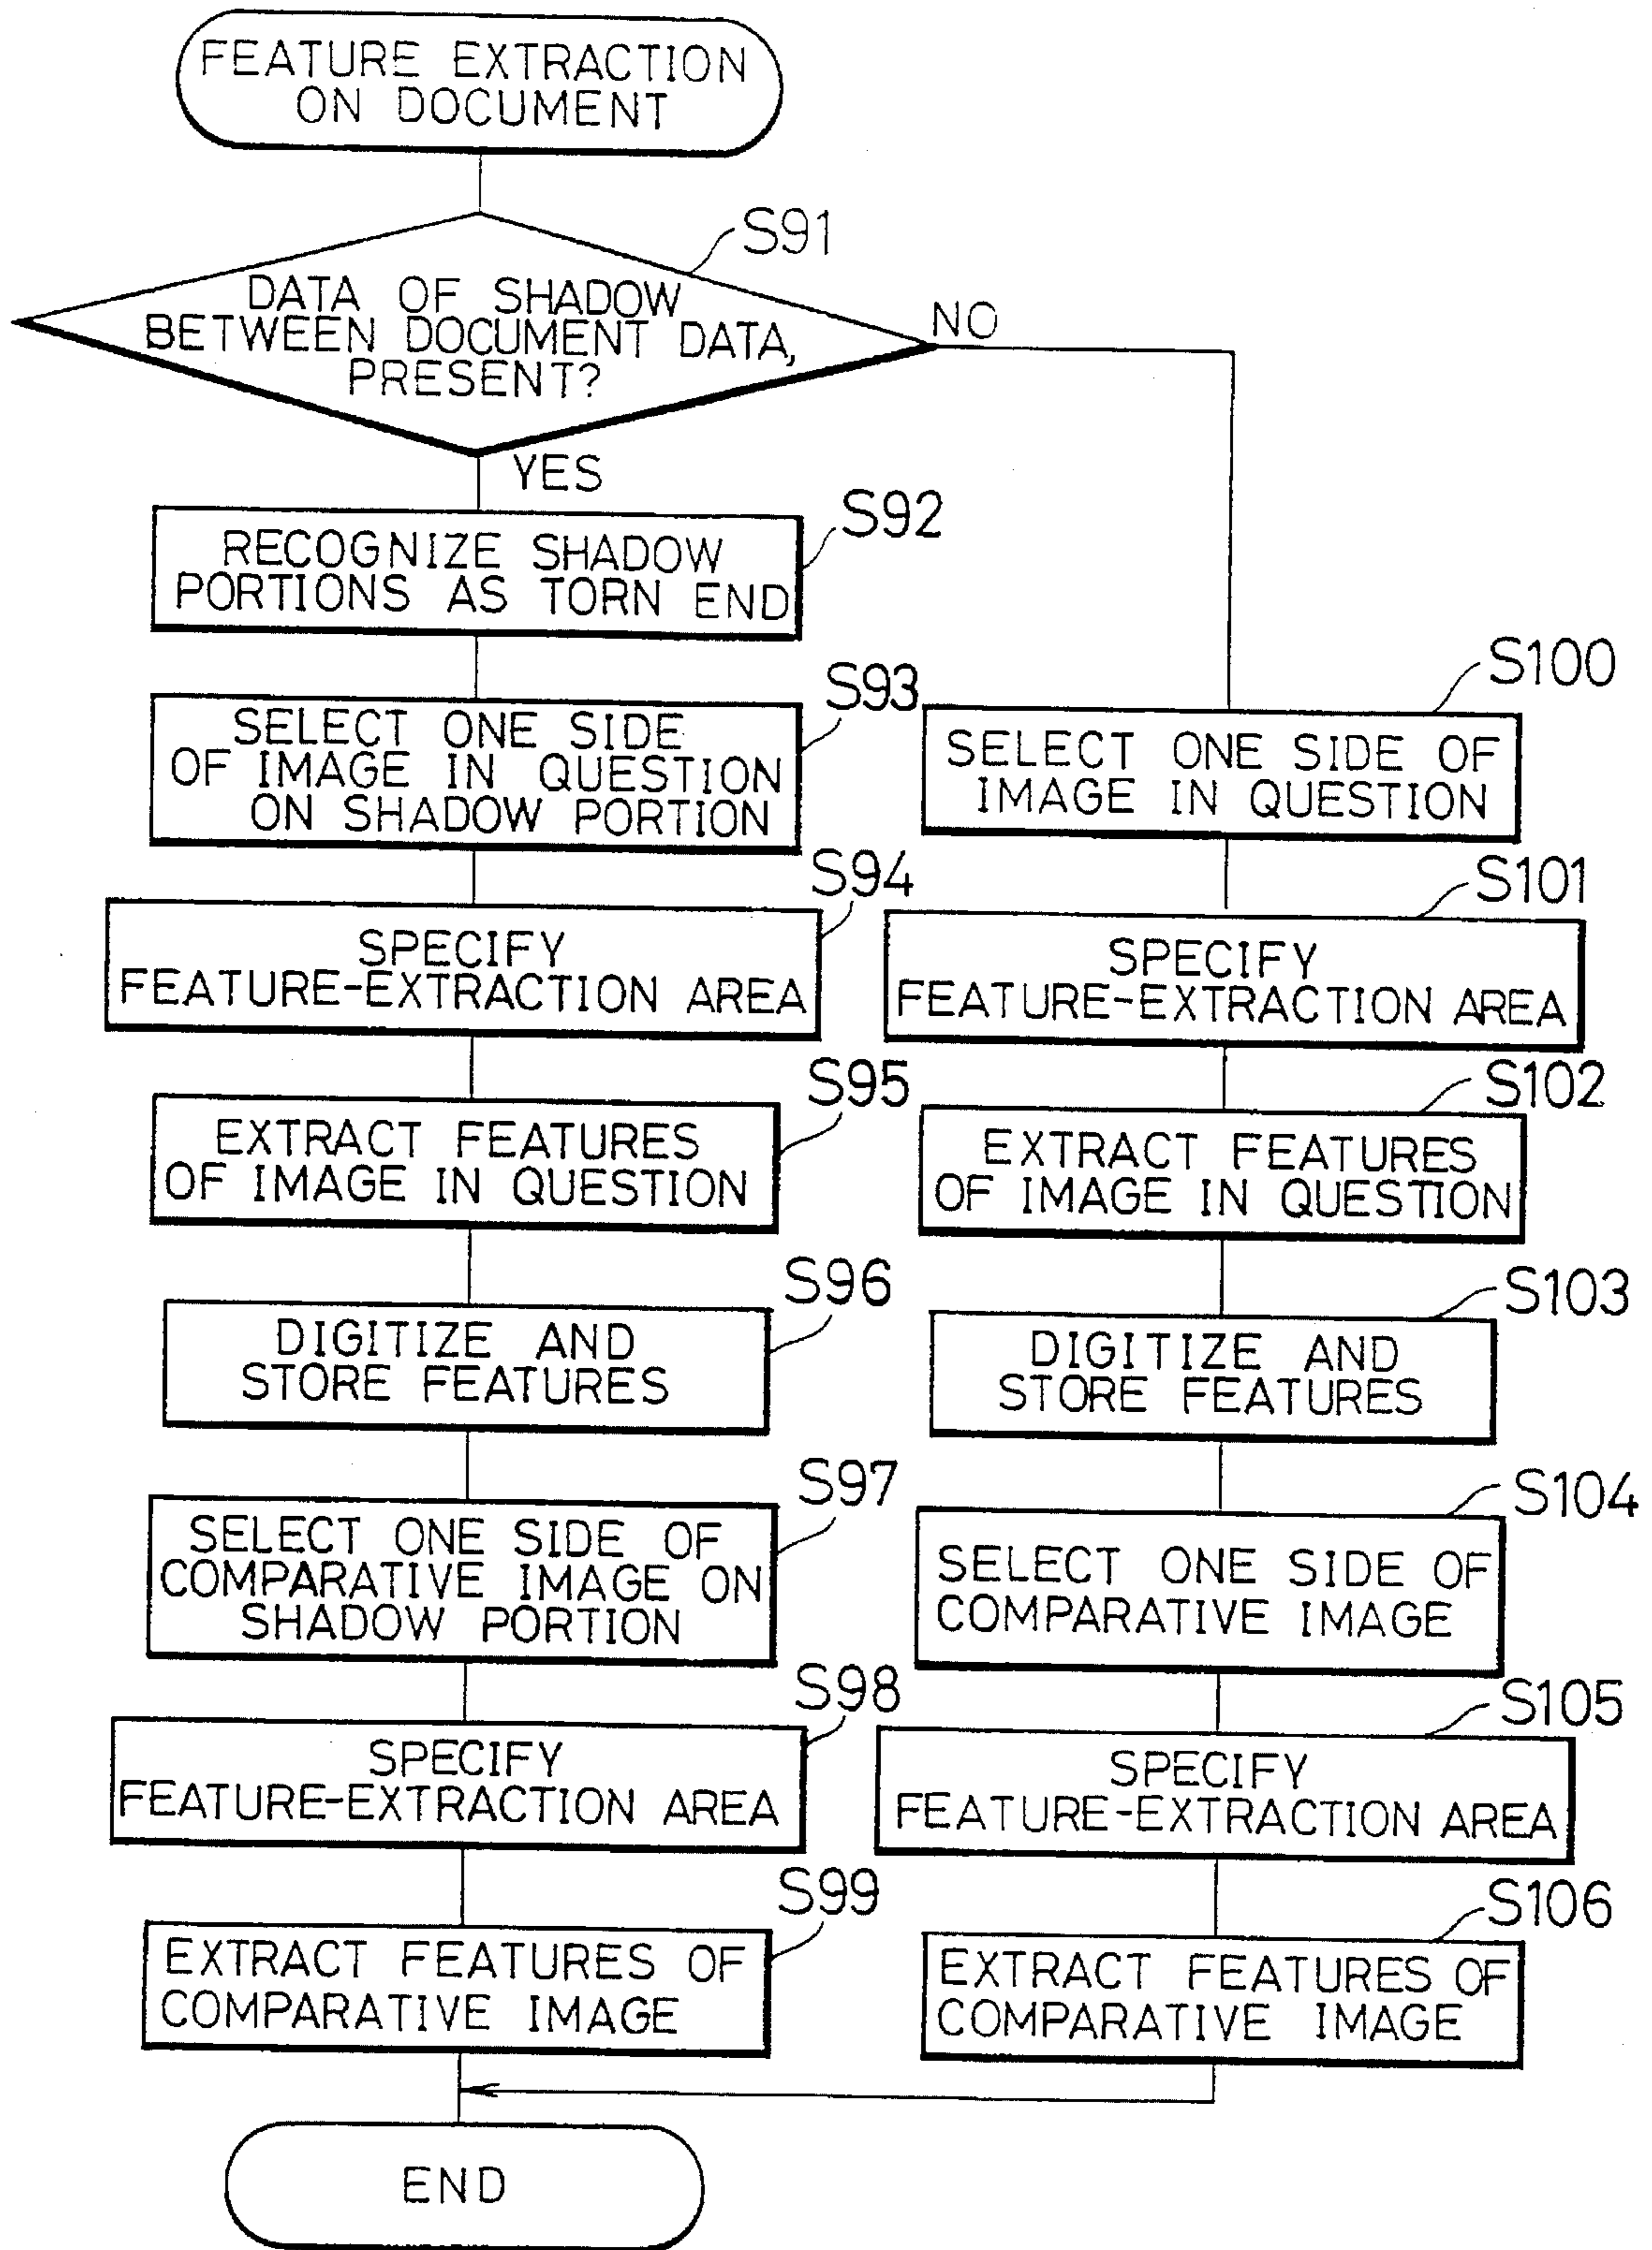 FEATURE EXTRACTION
ON DOCUMENT
S91
DATA OF SHADOW
BETWEEN DOCUMENT DATA,
PRESENT?
NO
YES
S92
RECOGNIZE SHADOW
PORTIONS AS TORN END
S93
SELECT ONE SIDE
OF IMAGE IN QUESTION
ON SHADOW PORTION
S94
SPECIFY
FEATURE-EXTRACTION AREA
S95
EXTRACT FEATURES
OF IMAGE IN QUESTION
S96
DIGITIZE AND
STORE FEATURES
S97
SELECT ONE SIDE OF
COMPARATIVE IMAGE ON
SHADOW PORTION
S98
SPECIFY
FEATURE-EXTRACTION AREA
S99
EXTRACT FEATURES OF
COMPARATIVE IMAGE
S100
SELECT ONE SIDE OF
IMAGE IN QUESTION
S101
SPECIFY
FEATURE-EXTRACTION AREA
S102
EXTRACT FEATURES
OF IMAGE IN QUESTION
S103
DIGITIZE AND
STORE FEATURES
S104
SELECT ONE SIDE OF
COMPARATIVE IMAGE
S105
SPECIFY
FEATURE-EXTRACTION AREA
S106
EXTRACT FEATURES OF
COMPARATIVE IMAGE
END